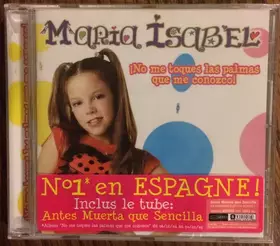 María Isabel
¡No me toques las palmas
que me conozco!
N°1* en ESPAGNE!
Inclus le tube:
Antes Muerta que Sencilla